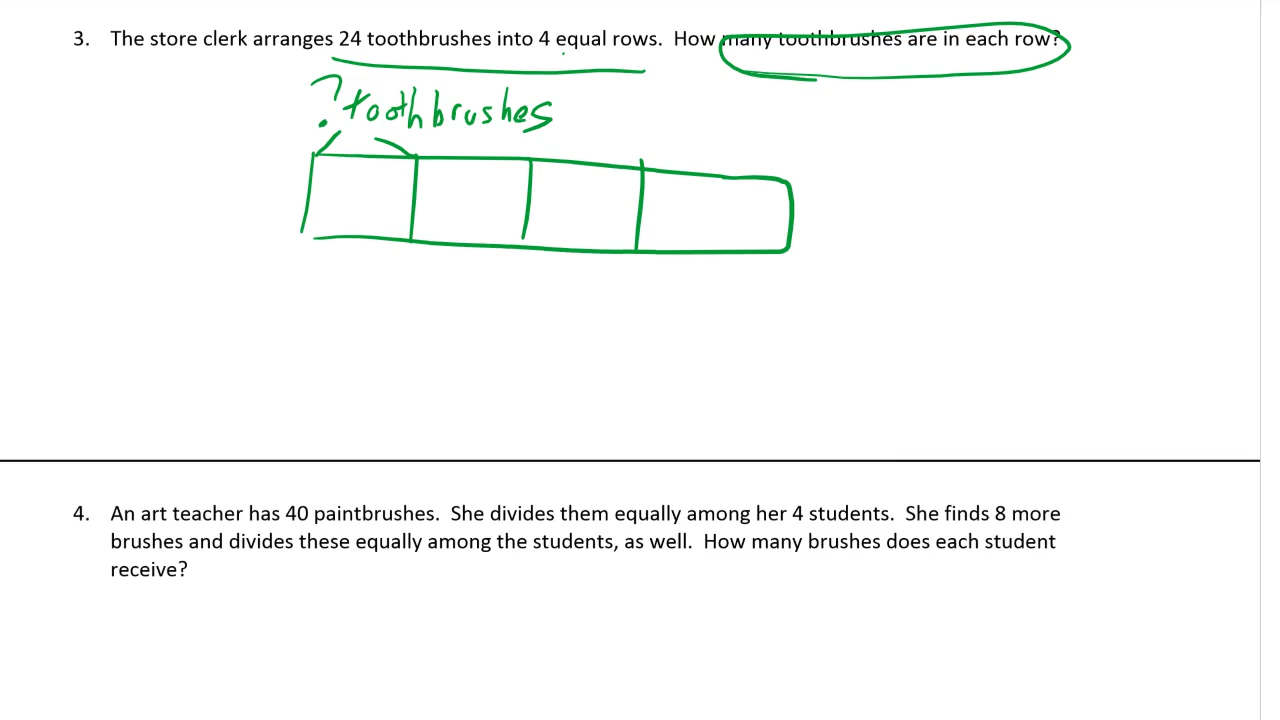 3. The store clerk arranges 24 toothbrushes into 4 equal rows. How many toothbrushes are in each row?
? toothbrushes
4. An art teacher has 40 paintbrushes. She divides them equally among her 4 students. She finds 8 more
brushes and divides these equally among the students, as well. How many brushes does each student
receive?